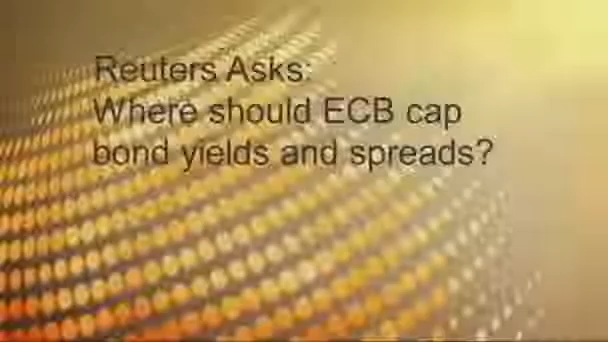 Reuters Asks:
Where should ECB cap
bond yields and spreads?